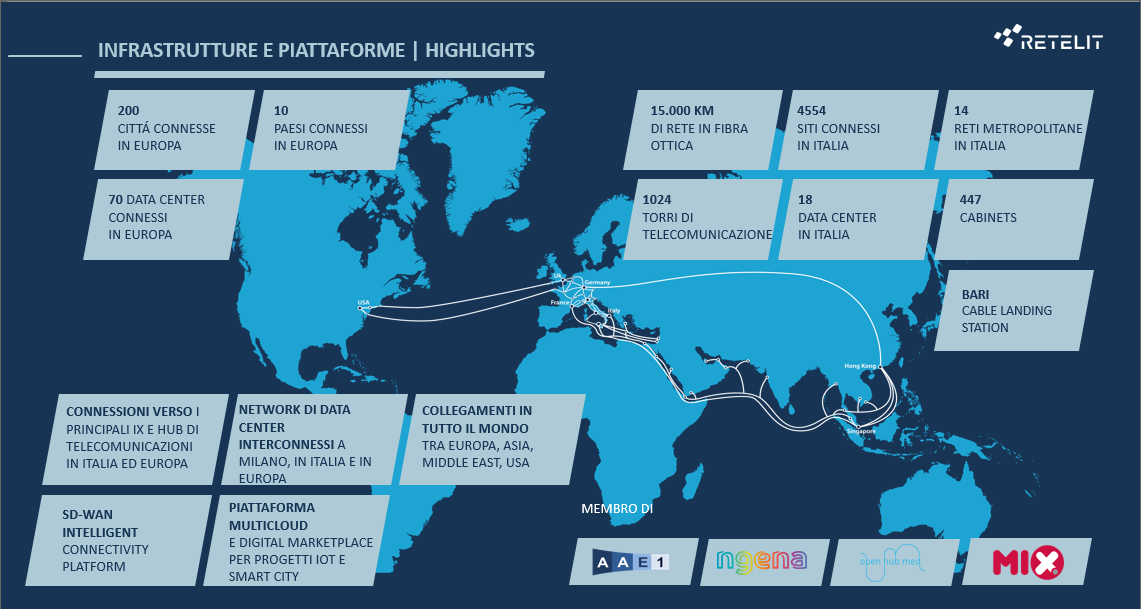 INFRASTRUTTURE E PIATTAFORME | HIGHLIGHTS
RETELIT
200
CITTÁ CONNESSE
IN EUROPA
10
PAESI CONNESSI
IN EUROPA
15.000 KM
DI RETE IN FIBRA
OTTICA
4554
SITI CONNESSI
IN ITALIA
14
RETI METROPOLITANE
IN ITALIA
70 DATA CENTER
CONNESSI
IN EUROPA
1024
TORRI DI
TELECOMUNICAZIONE
18
DATA CENTER
IN ITALIA
447
CABINETS
BARI
CABLE LANDING
STATION
USA
UK
Germany
France
Italy
Hong Kong
Singapore
CONNESSIONI VERSO I
PRINCIPALI IX E HUB DI
TELECOMUNICAZIONI
IN ITALIA ED EUROPA
NETWORK DI DATA
CENTER
INTERCONNESSI A
MILANO, IN ITALIA E IN
EUROPA
COLLEGAMENTI IN
TUTTO IL MONDO
TRA EUROPA, ASIA,
MIDDLE EAST, USA
SD-WAN
INTELLIGENT
CONNECTIVITY
PLATFORM
PIATTAFORMA
MULTICLOUD
E DIGITAL MARKETPLACE
PER PROGETTI IOT E
SMART CITY
MEMBRO DI
AAE1
ngena
open hub med
MIX